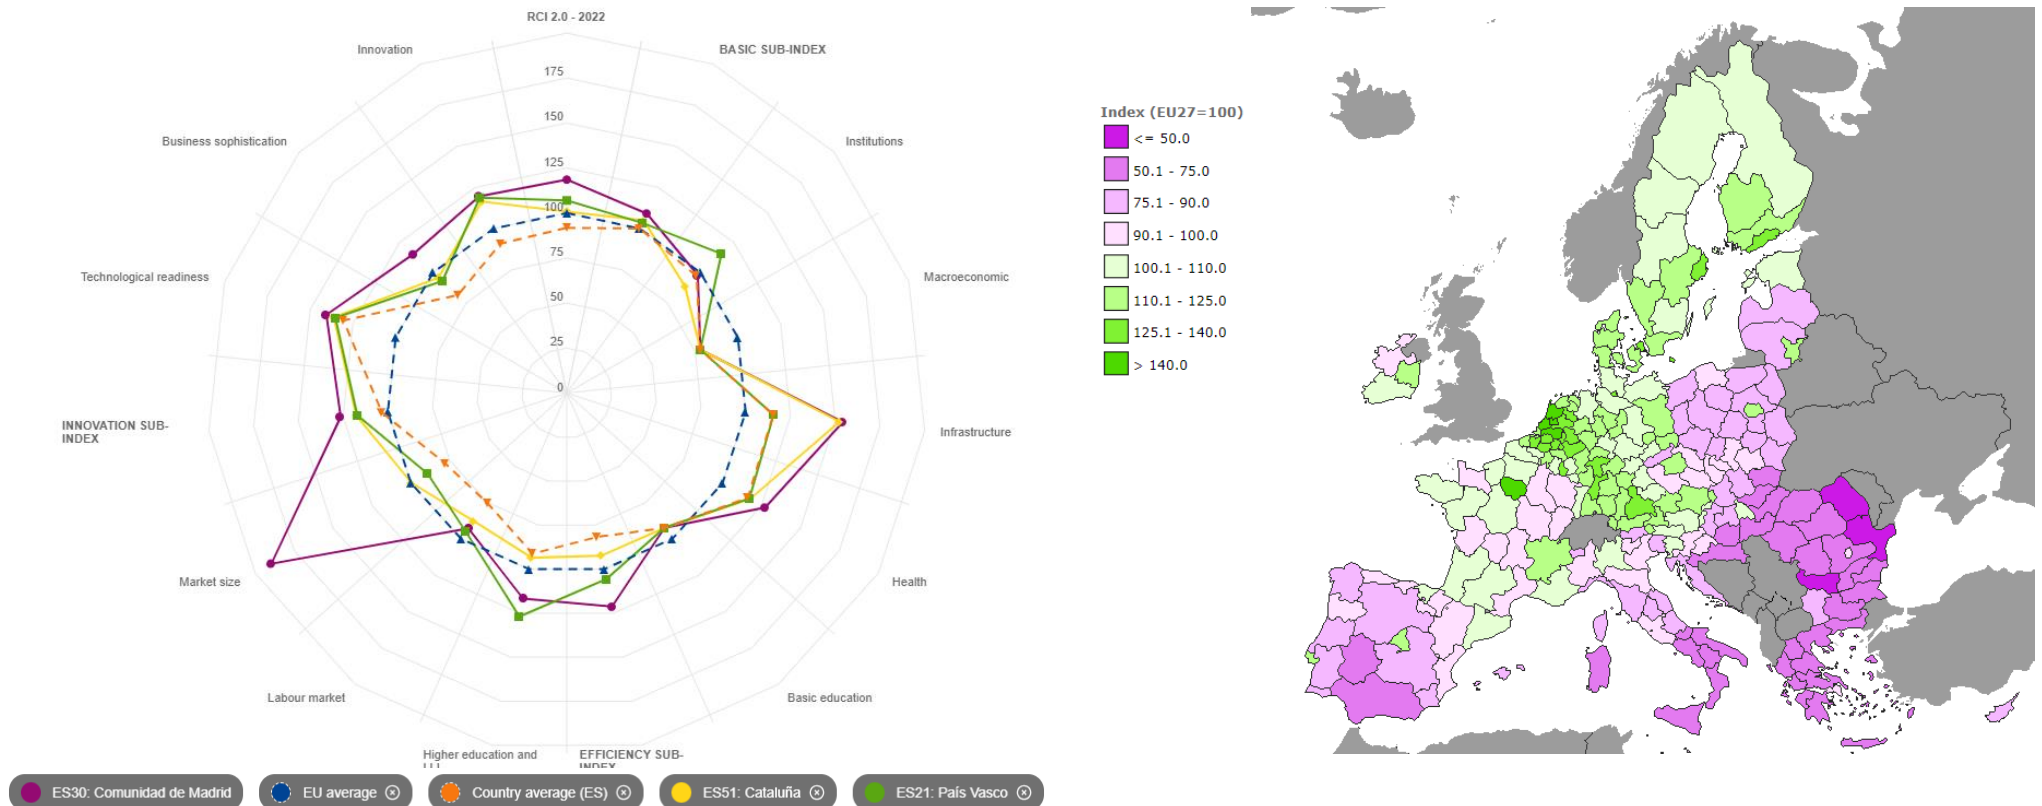 RCI 2.0 - 2022
BASIC SUB-INDEX
Institutions
Macroeconomic
Infrastructure
Health
Basic education
EFFICIENCY SUB-
INDEX
Higher education and
LLL
Labour market
Market size
INNOVATION SUB-
INDEX
Technological readiness
Business sophistication
Innovation
175
150
125
100
75
50
25
0
ES30: Comunidad de Madrid
EU average
Country average (ES)
ES51: Cataluña
ES21: País Vasco
Index (EU27=100)
<= 50.0
50.1 - 75.0
75.1 - 90.0
90.1 - 100.0
100.1 - 110.0
110.1 - 125.0
125.1 - 140.0
> 140.0